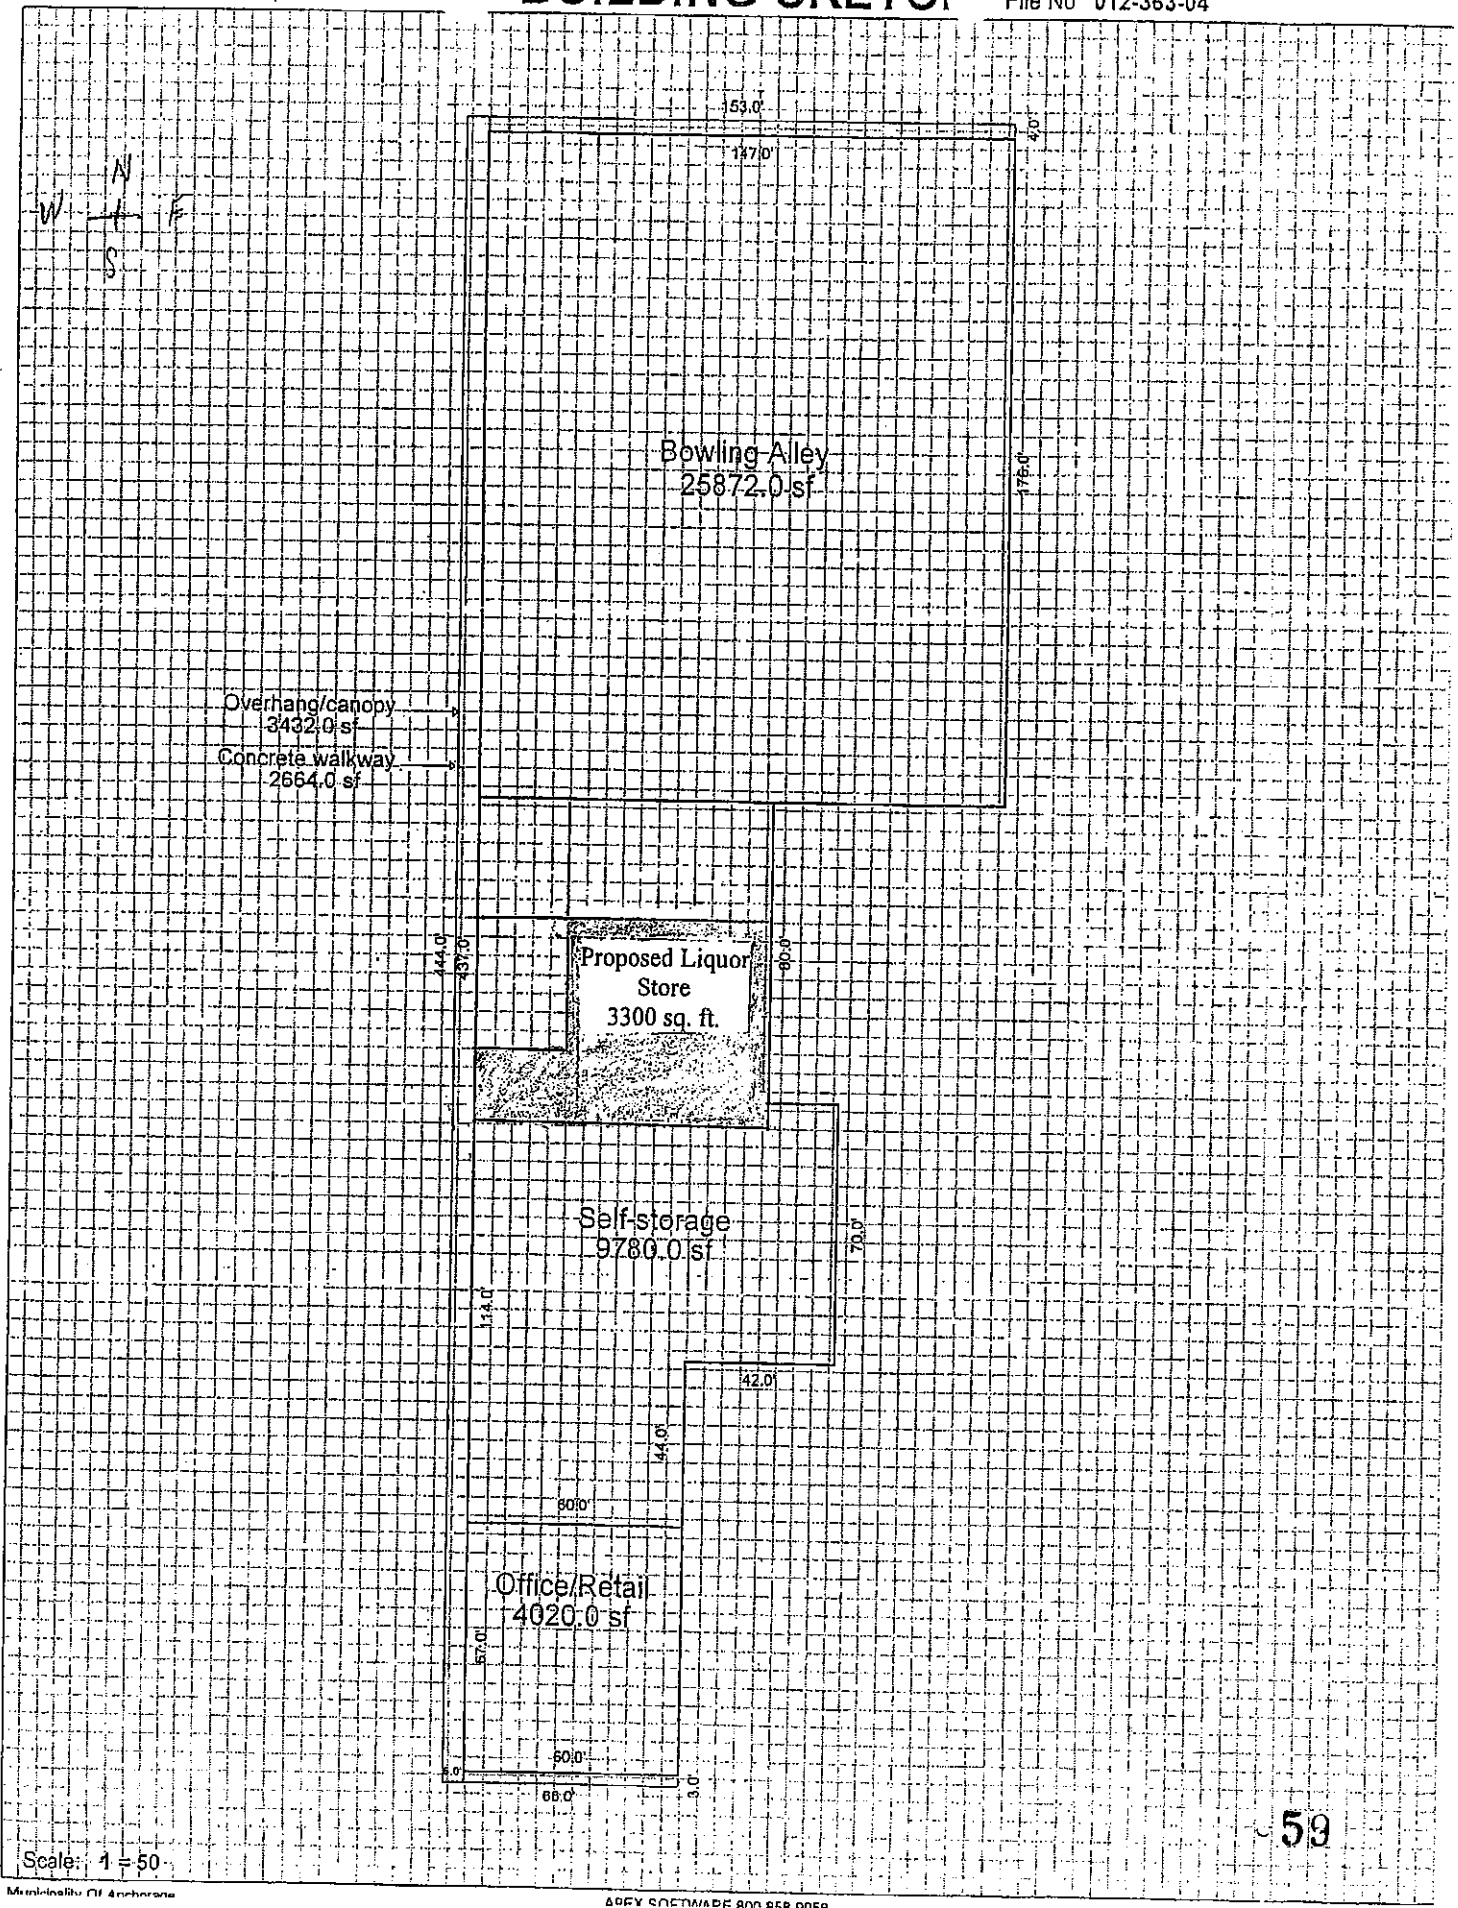 File No 012-363-04
153.0'
4.0'
147.0'
N
W E
S
Bowling Alley
25872.0 sf
176.0'
Overhang/canopy
3432.0 sf
Concrete walkway
2664.0 sf
444.0'
437.0'
80.0'
Proposed Liquor
Store
3300 sq. ft.
Self-storage
9780.0 sf
70.0'
114.0'
42.0'
44.0'
60.0'
Office/Retail
4020.0 sf
67.0'
60.0'
6.0'
66.0'
3.0'
59
Scale: 1 = 50
Municipality Of Anchorage
APEX SOFTWARE 800-858-9958